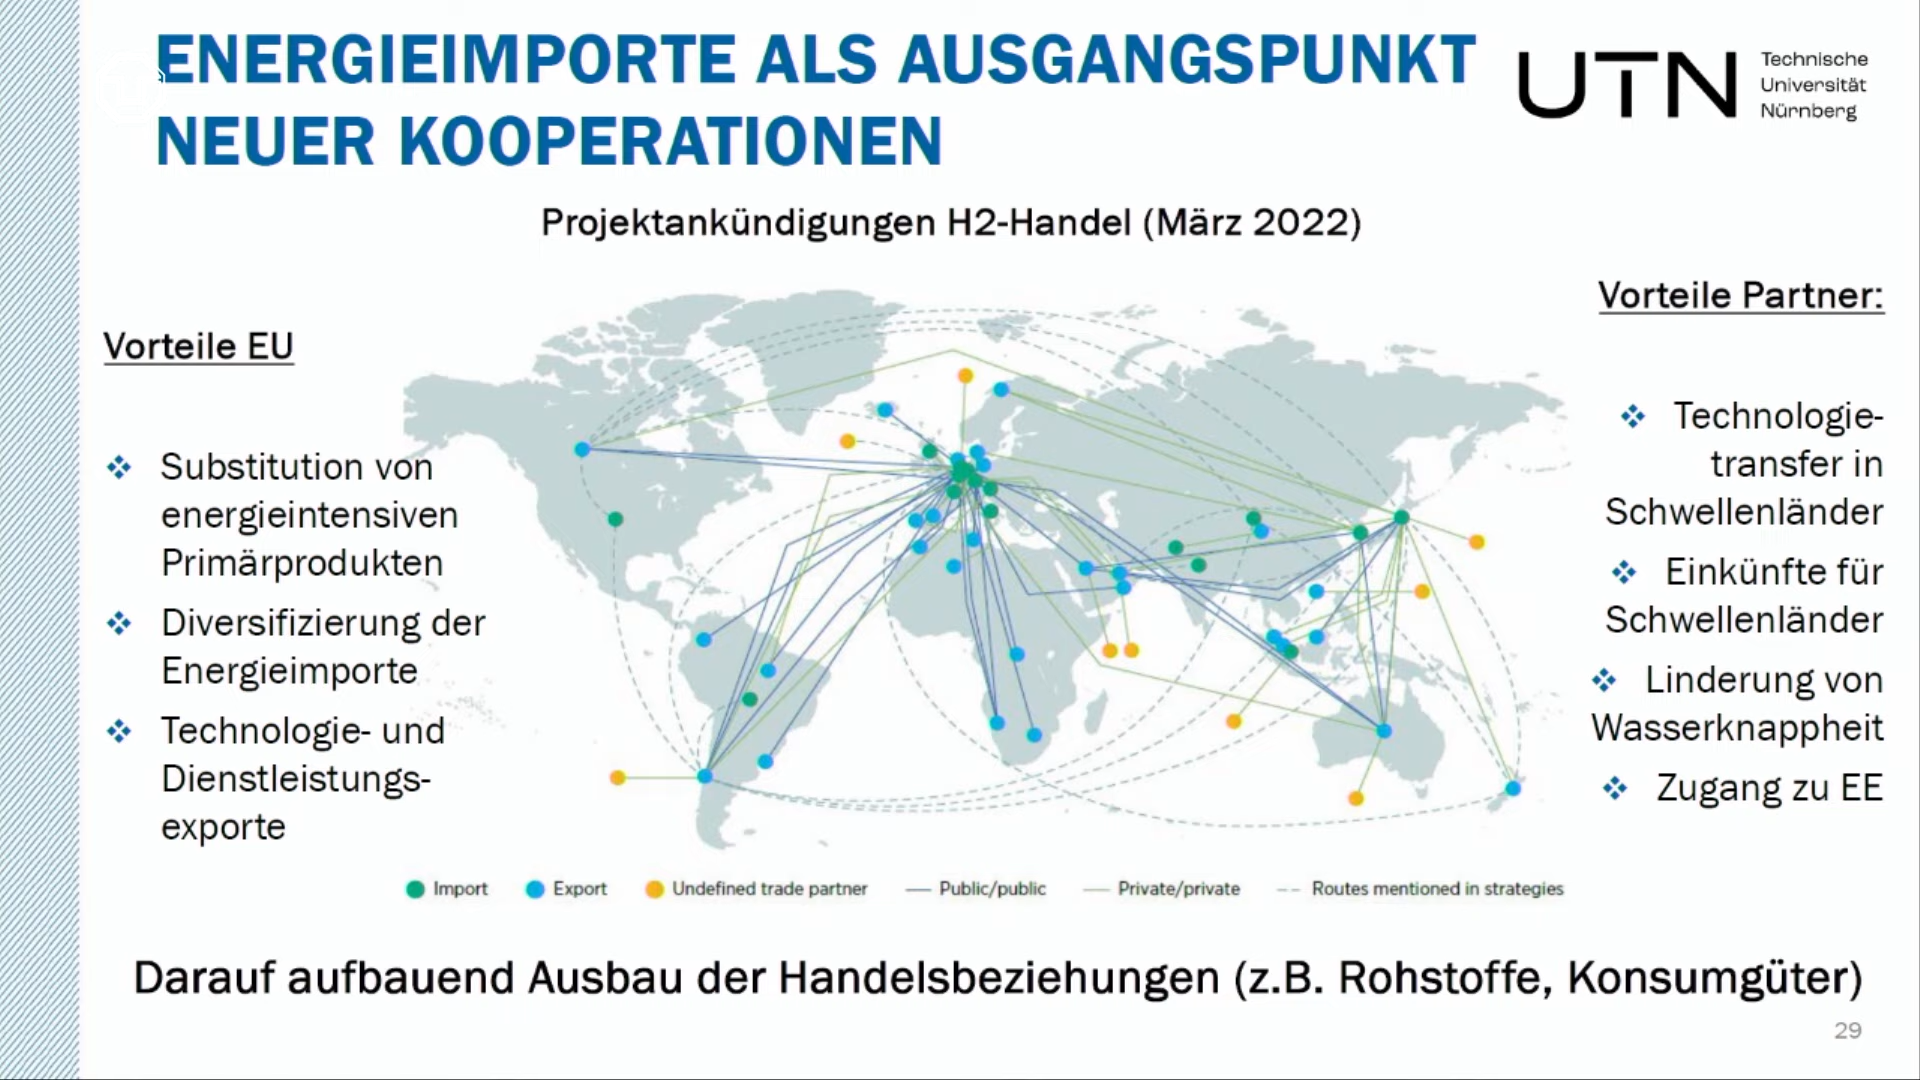 ENERGIEIMPORTE ALS AUSGANGSPUNKT
NEUER KOOPERATIONEN
UTN
Technische
Universität
Nürnberg
Projektankündigungen H2-Handel (März 2022)
Vorteile EU
Substitution von
energieintensiven
Primärprodukten
Diversifizierung der
Energieimporte
Technologie- und
Dienstleistungs-
exporte
Vorteile Partner:
Technologie-
transfer in
Schwellenländer
Einkünfte für
Schwellenländer
Linderung von
Wasserknappheit
Zugang zu EE
Import Export Undefined trade partner Public/public Private/private Routes mentioned in strategies
Darauf aufbauend Ausbau der Handelsbeziehungen (z.B. Rohstoffe, Konsumgüter)
29